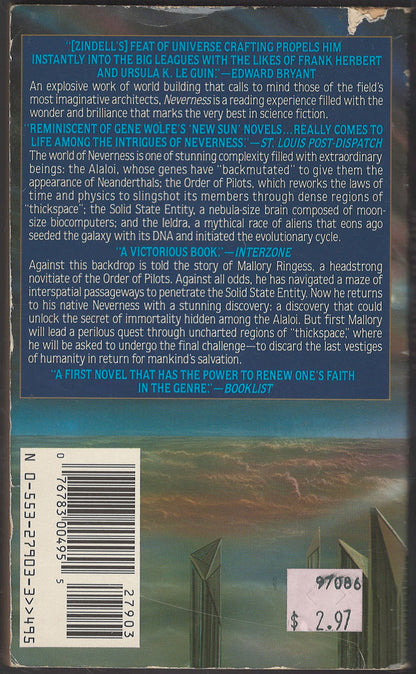 "[ZINDELL'S] FEAT OF UNIVERSE CRAFTING PROPELS HIM
INSTANTLY INTO THE BIG LEAGUES WITH THE LIKES OF FRANK HERBERT
AND URSULA K. LE GUIN."—EDWARD BRYANT
An explosive work of world building that calls to mind those of the field's
most imaginative architects, Neverness is a reading experience filled with the
wonder and brilliance that marks the very best in science fiction.
"REMINISCENT OF GENE WOLFE'S 'NEW SUN' NOVELS...REALLY COMES TO
LIFE AMONG THE INTRIGUES OF NEVERNESS."—ST. LOUIS POST-DISPATCH
The world of Neverness is one of stunning complexity filled with extraordinary
beings: the Alaloi, whose genes have "backmutated" to give them the
appearance of Neanderthals; the Order of Pilots, which reworks the laws of
time and physics to slingshot its members through dense regions of
"thickspace"; the Solid State Entity, a nebula-size brain composed of moon-
size biocomputers; and the Ieldra, a mythical race of aliens that eons ago
seeded the galaxy with its DNA and initiated the evolutionary cycle.
"A VICTORIOUS BOOK."—INTERZONE
Against this backdrop is told the story of Mallory Ringess, a headstrong
novitiate of the Order of Pilots. Against all odds, he has navigated a maze of
interspatial passageways to penetrate the Solid State Entity. Now he returns
to his native Neverness with a stunning discovery: a discovery that could
unlock the secret of immortality hidden among the Alaloi. But first Mallory
will lead a perilous quest through uncharted regions of "thickspace," where
he will be asked to undergo the final challenge—to discard the last vestiges
of humanity in return for mankind's salvation.
"A FIRST NOVEL THAT HAS THE POWER TO RENEW ONE'S FAITH
IN THE GENRE."—BOOKLIST
N 0-553-27903-3>>495
0 76783 00495 5
27903
97086
$ 2.97